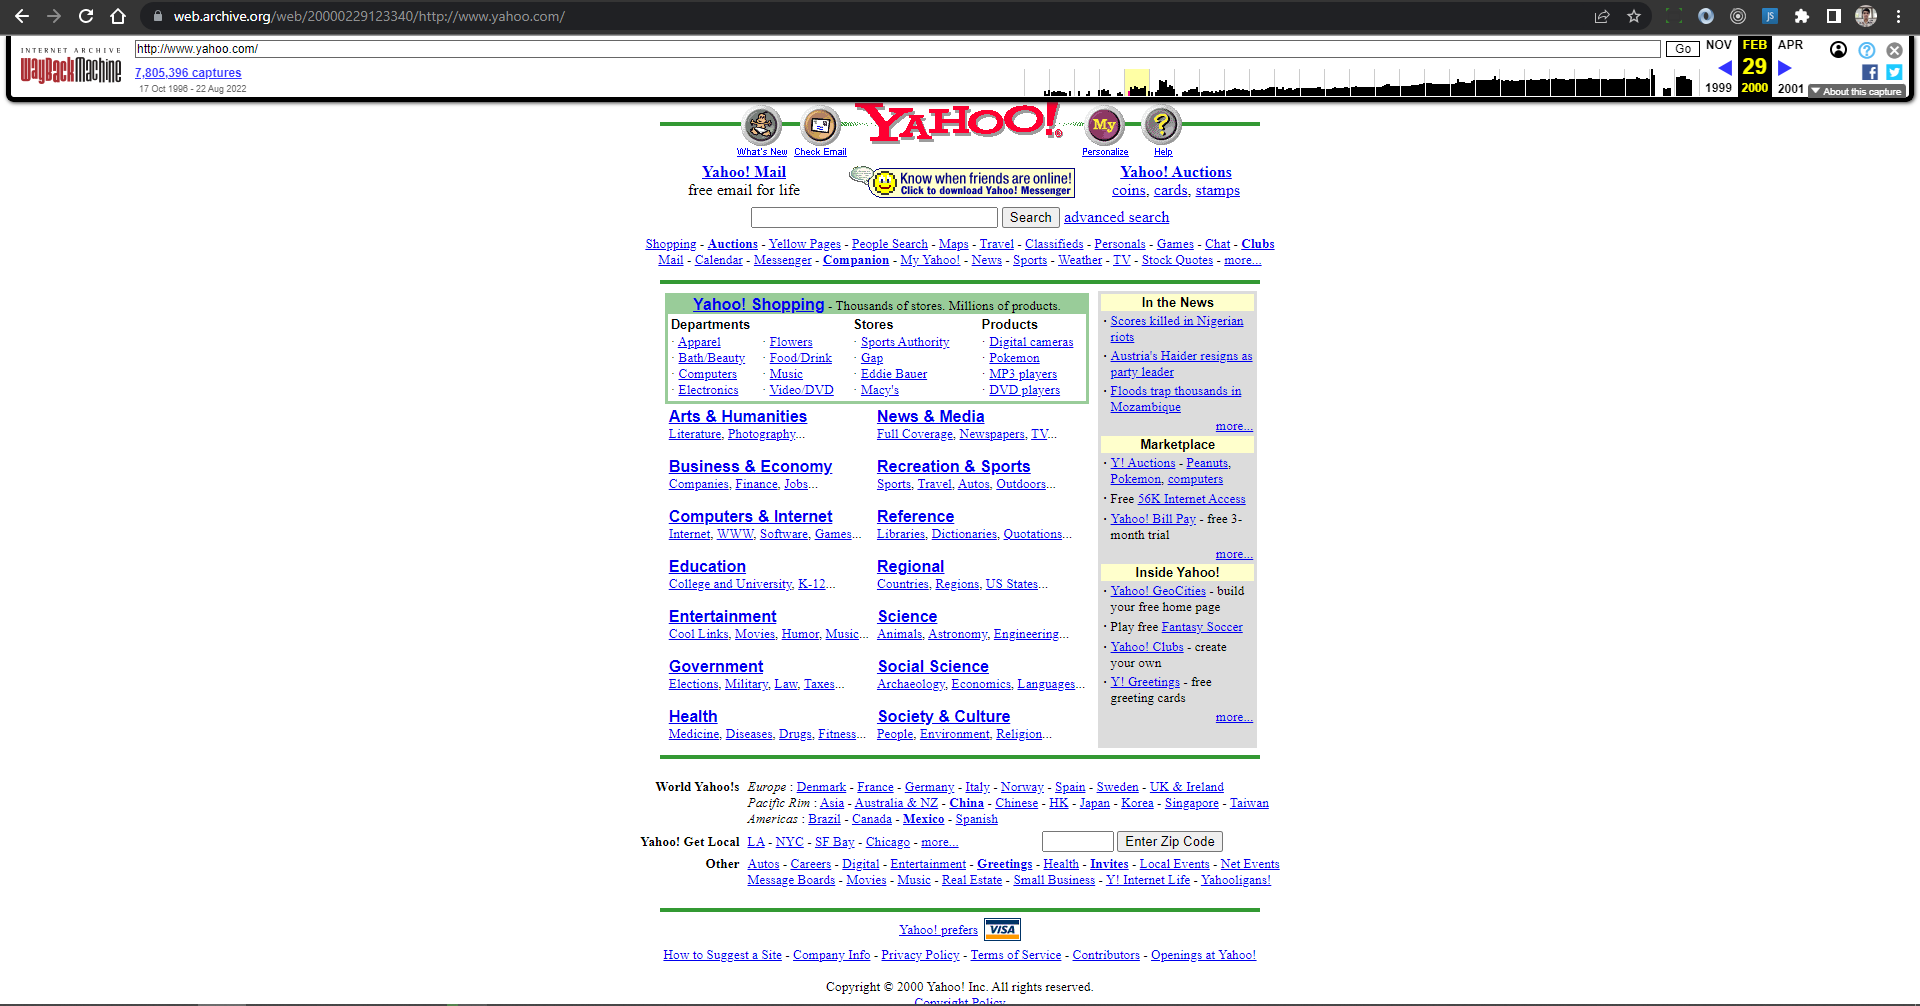 web.archive.org/web/20000229123340/http://www.yahoo.com/
INTERNET ARCHIVE
WayBackMachine
http://www.yahoo.com/
Go
NOV
FEB
APR
7,805,396 captures
29
17 Oct 1996 - 22 Aug 2022
1999
2000
2001
About this capture
YAHOO!
My
?
What's New
Check Email
Personalize
Help
Yahoo! Mail
free email for life
Know when friends are online!
Click to download Yahoo! Messenger
Yahoo! Auctions
coins, cards, stamps
Search
advanced search
Shopping - Auctions - Yellow Pages - People Search - Maps - Travel - Classifieds - Personals - Games - Chat - Clubs
Mail - Calendar - Messenger - Companion - My Yahoo! - News - Sports - Weather - TV - Stock Quotes - more...
Yahoo! Shopping - Thousands of stores. Millions of products.
Departments
Stores
Products
· Apparel
· Flowers
· Sports Authority
· Digital cameras
· Bath/Beauty
· Food/Drink
· Gap
· Pokemon
· Computers
· Music
· Eddie Bauer
· MP3 players
· Electronics
· Video/DVD
· Macy's
· DVD players
Arts & Humanities
Literature, Photography...
News & Media
Full Coverage, Newspapers, TV...
Business & Economy
Companies, Finance, Jobs...
Recreation & Sports
Sports, Travel, Autos, Outdoors...
Computers & Internet
Internet, WWW, Software, Games...
Reference
Libraries, Dictionaries, Quotations...
Education
College and University, K-12...
Regional
Countries, Regions, US States...
Entertainment
Cool Links, Movies, Humor, Music...
Science
Animals, Astronomy, Engineering...
Government
Elections, Military, Law, Taxes...
Social Science
Archaeology, Economics, Languages...
Health
Medicine, Diseases, Drugs, Fitness...
Society & Culture
People, Environment, Religion...
In the News
· Scores killed in Nigerian
riots
· Austria's Haider resigns as
party leader
· Floods trap thousands in
Mozambique
more...
Marketplace
· Y! Auctions - Peanuts,
Pokemon, computers
· Free 56K Internet Access
· Yahoo! Bill Pay - free 3-
month trial
more...
Inside Yahoo!
· Yahoo! GeoCities - build
your free home page
· Play free Fantasy Soccer
· Yahoo! Clubs - create
your own
· Y! Greetings - free
greeting cards
more...
World Yahoo!s
Europe : Denmark - France - Germany - Italy - Norway - Spain - Sweden - UK & Ireland
Pacific Rim : Asia - Australia & NZ - China - Chinese - HK - Japan - Korea - Singapore - Taiwan
Americas : Brazil - Canada - Mexico - Spanish
Yahoo! Get Local
LA - NYC - SF Bay - Chicago - more...
Enter Zip Code
Other
Autos - Careers - Digital - Entertainment - Greetings - Health - Invites - Local Events - Net Events
Message Boards - Movies - Music - Real Estate - Small Business - Y! Internet Life - Yahooligans!
Yahoo! prefers
VISA
How to Suggest a Site - Company Info - Privacy Policy - Terms of Service - Contributors - Openings at Yahoo!
Copyright © 2000 Yahoo! Inc. All rights reserved.
Copyright Policy